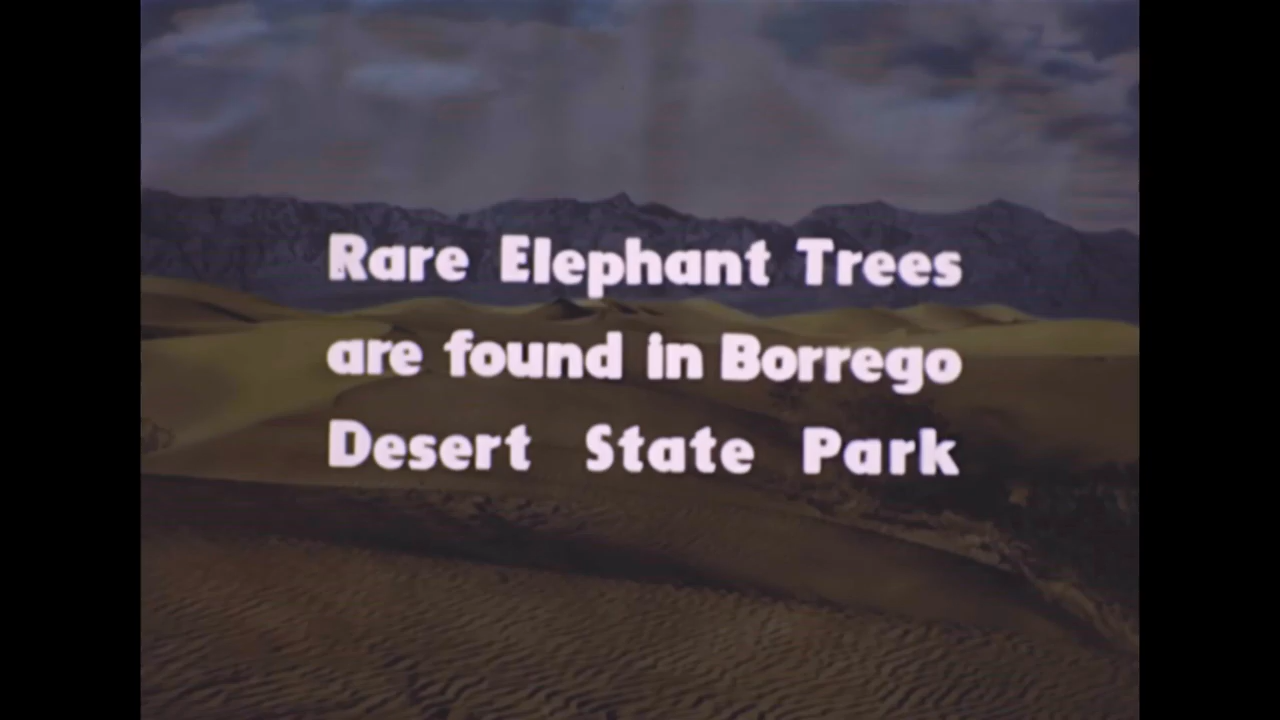 Rare Elephant Trees
are found in Borrego
Desert State Park